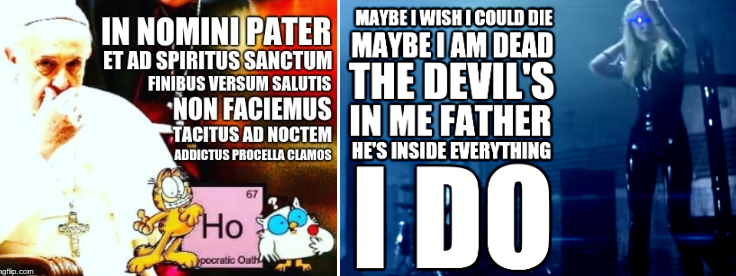 IN NOMINI PATER
ET AD SPIRITUS SANCTUM
FINIBUS VERSUM SALUTIS
NON FACIEMUS
TACITUS AD NOCTEM
ADDICTUS PROCELLA CLAMOS
67
Ho
pocratic Oath
?
ngflip.com
MAYBE I WISH I COULD DIE
MAYBE I AM DEAD
THE DEVIL'S
IN ME FATHER
HE'S INSIDE EVERYTHING
I DO